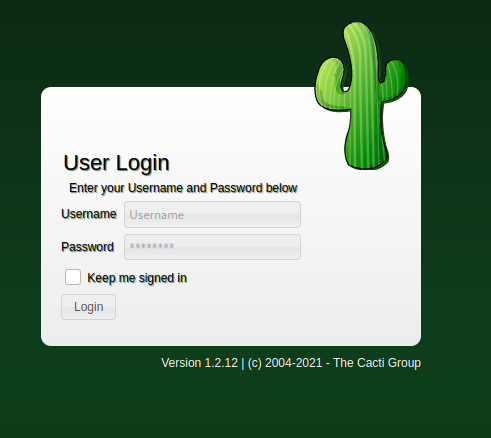 User Login
Enter your Username and Password below
Username Username
Password ********
Keep me signed in
Login
Version 1.2.12 | (c) 2004-2021 - The Cacti Group